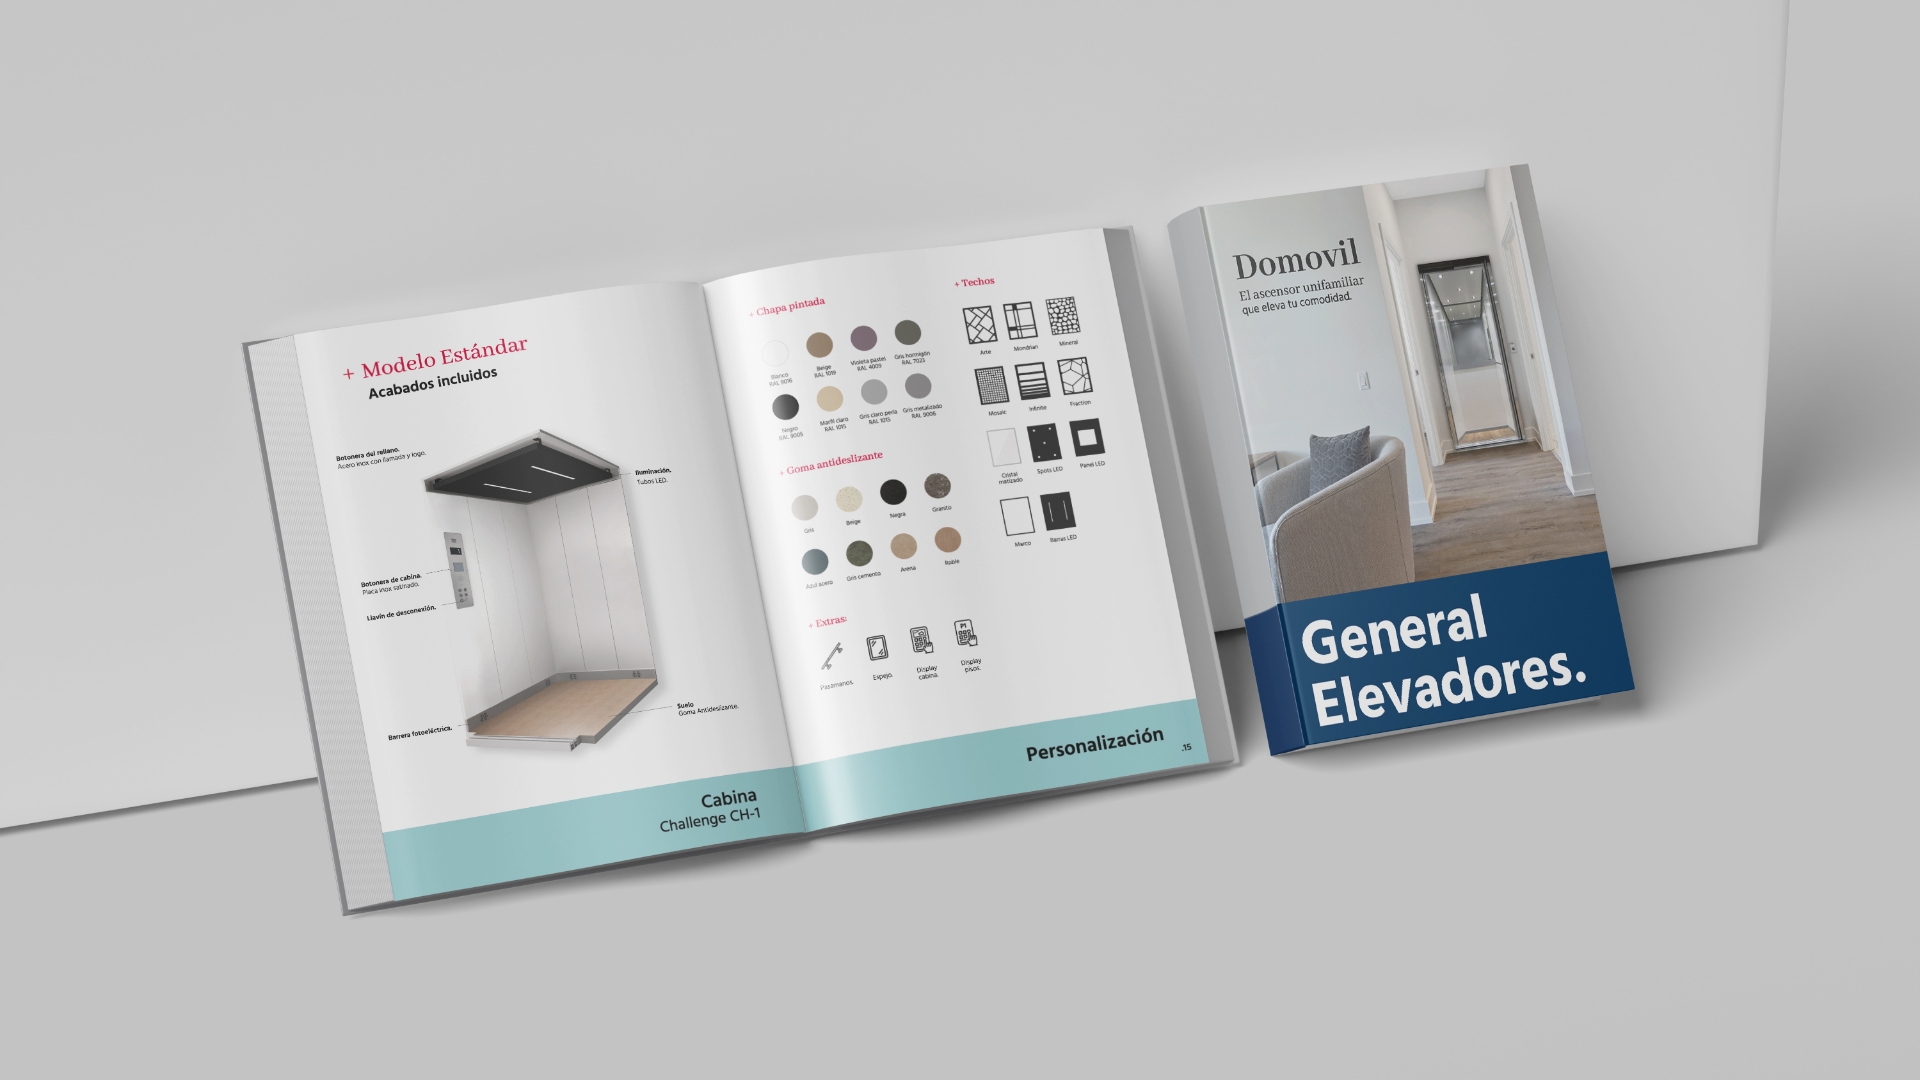 + Modelo Estándar
Acabados incluidos
Botonera del rellano.
Acero inox con llamada y logo.
Iluminación.
Tubos LED.
Botonera de cabina.
Placa inox satinado.
Llavín de desconexión.
Barrera fotoeléctrica.
Suelo
Goma Antideslizante.
Cabina
Challenge CH-1
+ Chapa pintada
Blanco
RAL 9016
Beige
RAL 1019
Violeta pastel
RAL 4009
Gris hormigón
RAL 7023
Negro
RAL 9005
Marfil claro
RAL 1015
Gris claro perla
RAL 1015
Gris metalizado
RAL 9006
+ Goma antideslizante
Gris
Beige
Negra
Granito
Azul acero
Gris cemento
Arena
Roble
+ Extras:
Pasamanos.
Espejo.
Display
cabina.
P1
Display
pisos.
+ Techos
Arte
Mondrian
Mineral
Mosaic
Infinite
Fraction
Cristal
matizado
Spots LED
Panel LED
Marco
Barras LED
Personalización
.15
Domovil
El ascensor unifamiliar
que eleva tu comodidad.
General
Elevadores.